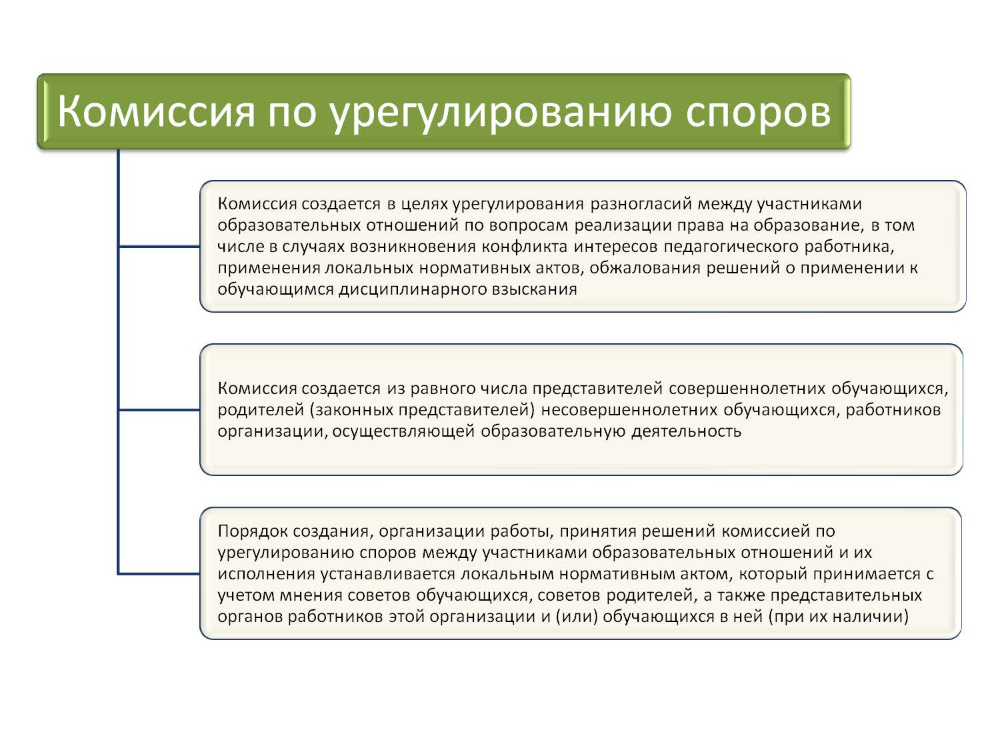 Комиссия по урегулированию споров
Комиссия создается в целях урегулирования разногласий между участниками
образовательных отношений по вопросам реализации права на образование, в том
числе в случаях возникновения конфликта интересов педагогического работника,
применения локальных нормативных актов, обжалования решений о применении к
обучающимся дисциплинарного взыскания
Комиссия создается из равного числа представителей совершеннолетних обучающихся,
родителей (законных представителей) несовершеннолетних обучающихся, работников
организации, осуществляющей образовательную деятельность
Порядок создания, организации работы, принятия решений комиссией по
урегулированию споров между участниками образовательных отношений и их
исполнения устанавливается локальным нормативным актом, который принимается с
учетом мнения советов обучающихся, советов родителей, а также представительных
органов работников этой организации и (или) обучающихся в ней (при их наличии)